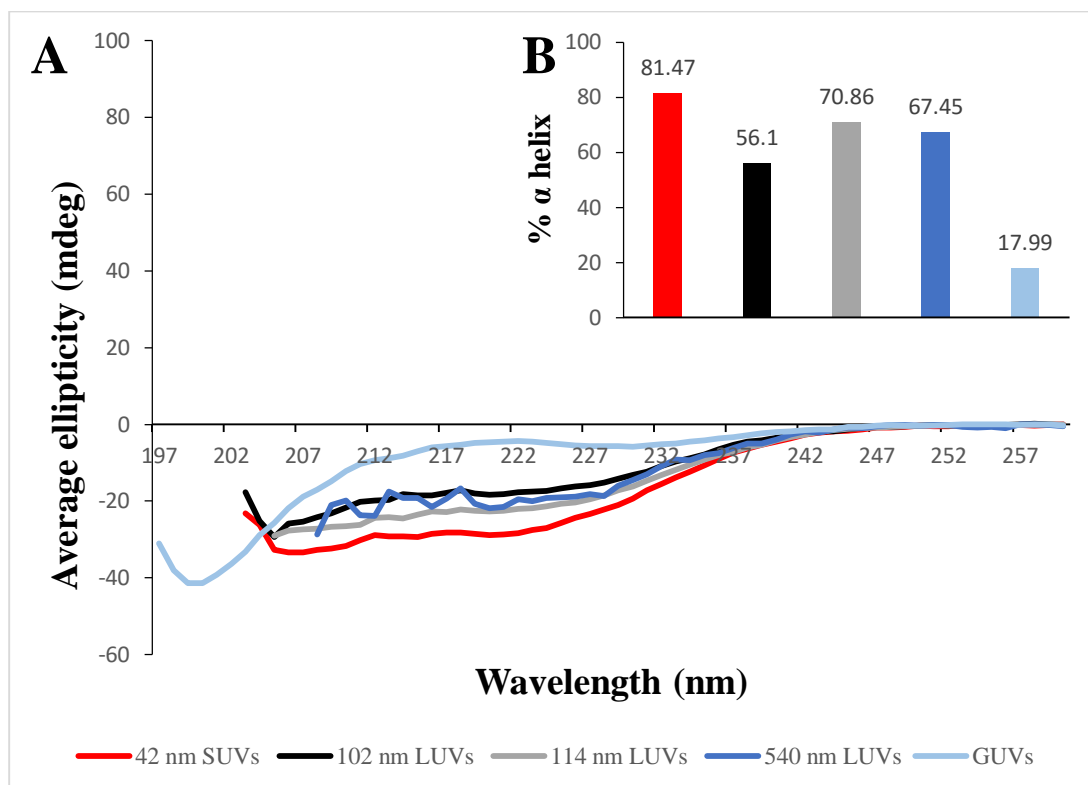 A
Average ellipticity (mdeg)
100
80
60
40
20
0
-20
-40
-60
197 202 207 212 217 222 227 232 237 242 247 252 257
Wavelength (nm)
B
% α helix
100
80
60
40
20
0
81.47
56.1
70.86
67.45
17.99
42 nm SUVs 102 nm LUVs 114 nm LUVs 540 nm LUVs GUVs